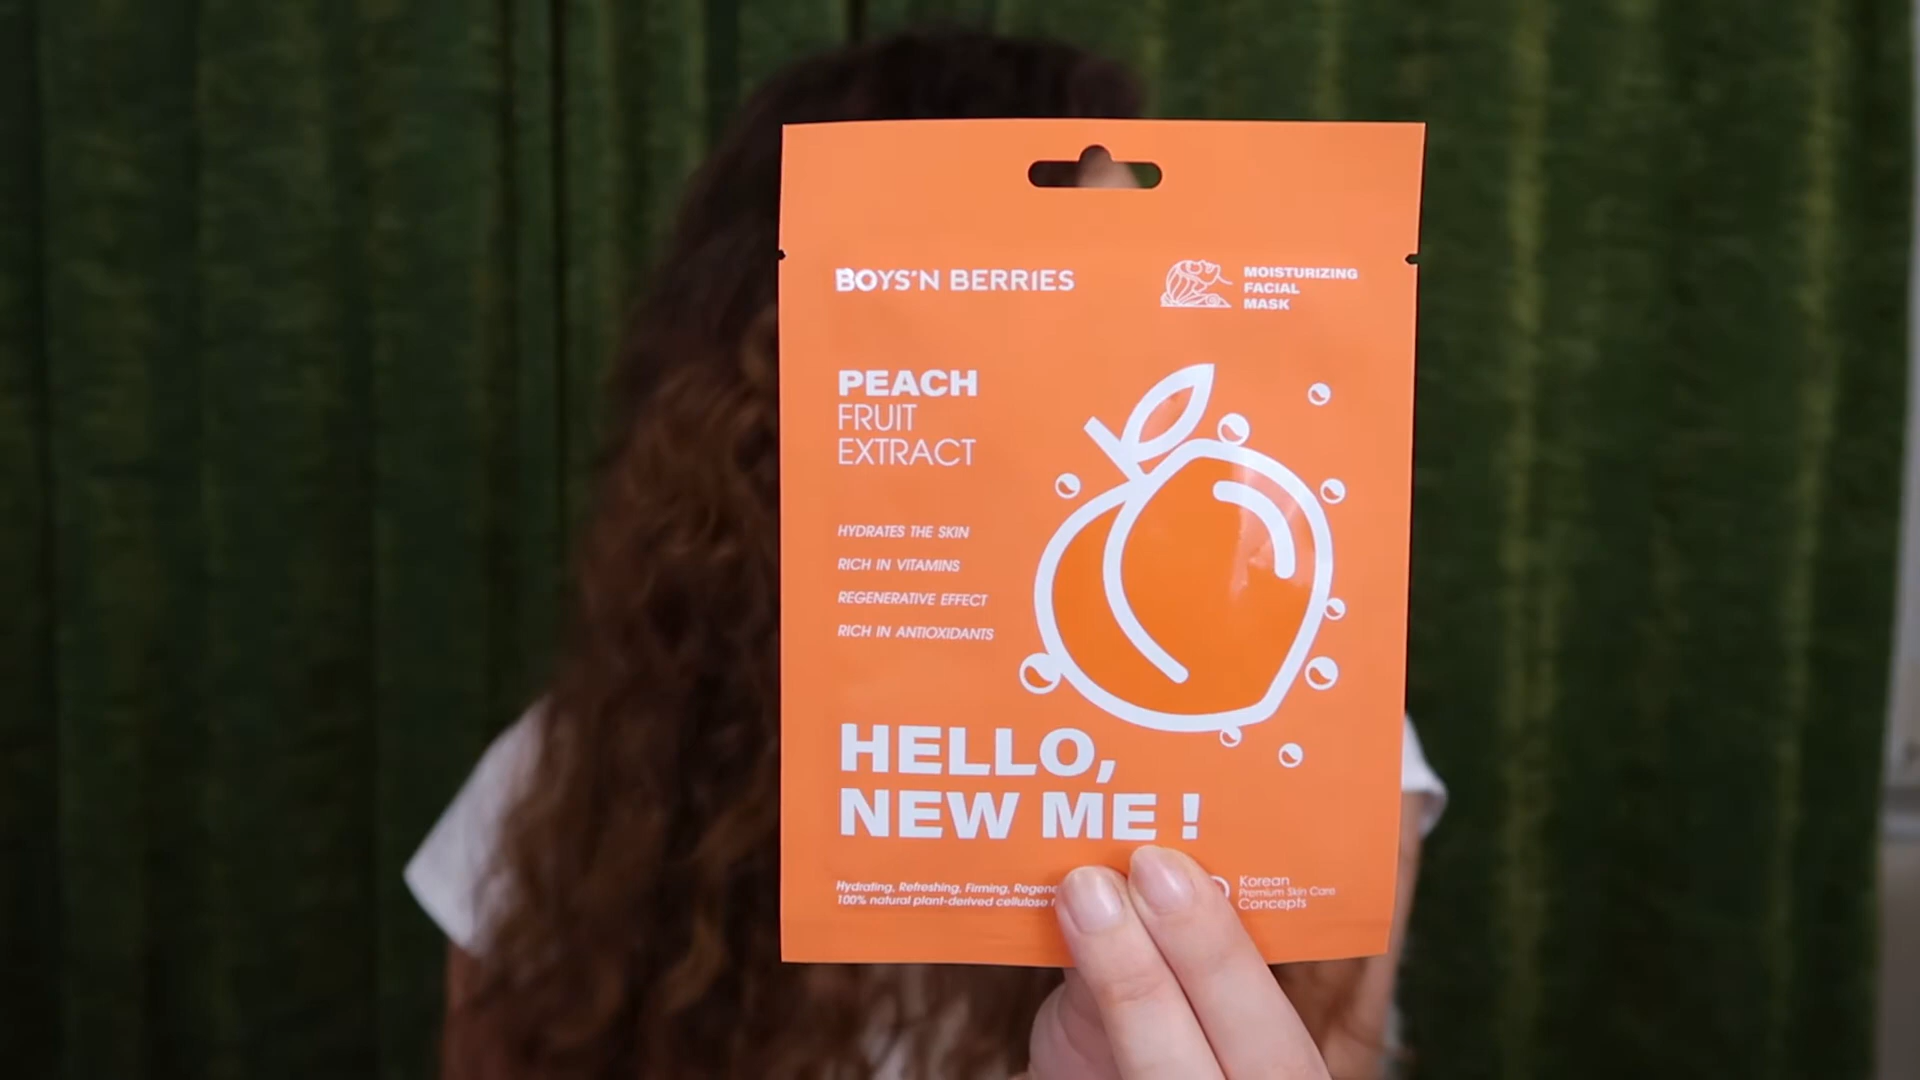 BOYS'N BERRIES
MOISTURIZING
FACIAL
MASK
PEACH
FRUIT
EXTRACT
HYDRATES THE SKIN
RICH IN VITAMINS
REGENERATIVE EFFECT
RICH IN ANTIOXIDANTS
HELLO,
NEW ME !
Hydrating, Refreshing, Firming,
100% natural plant-derived cellulose
Korean
Premium Skin Care
Concepts